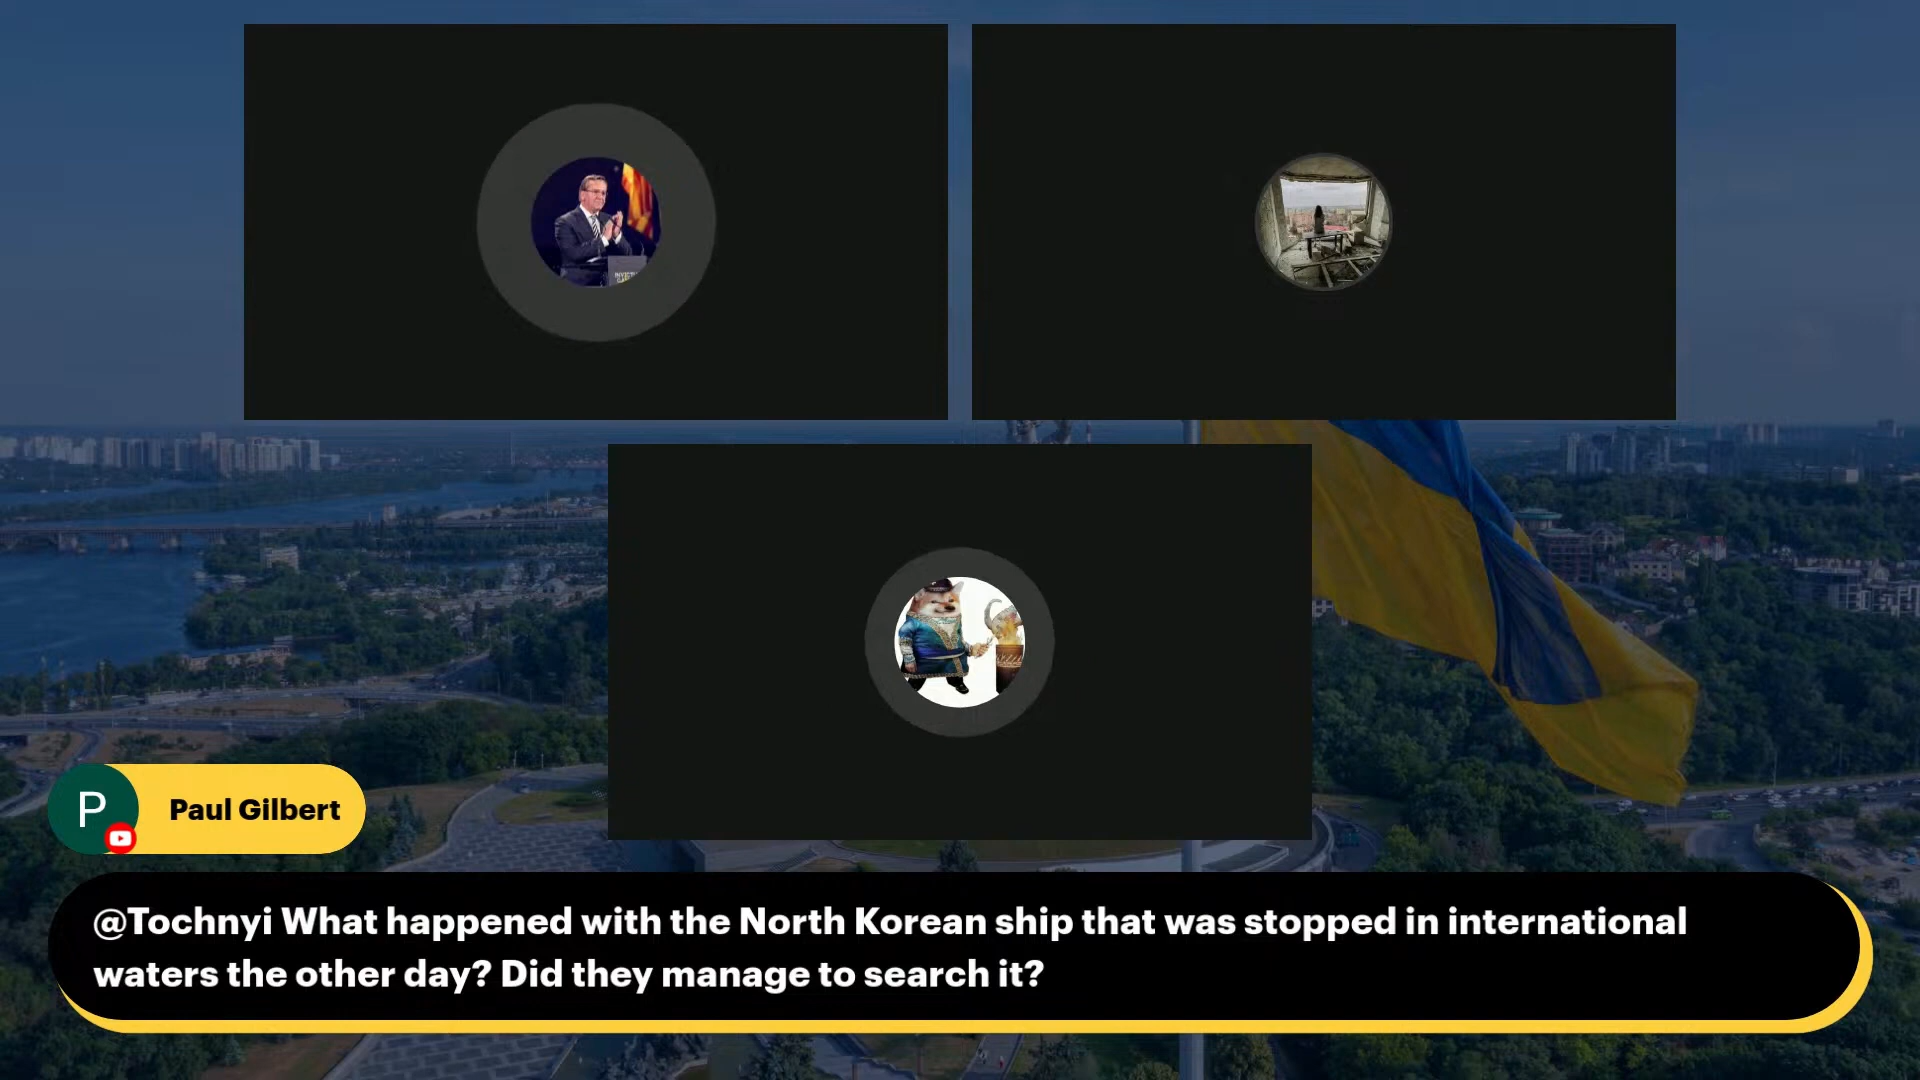 P
Paul Gilbert
@Tochnyi What happened with the North Korean ship that was stopped in international
waters the other day? Did they manage to search it?